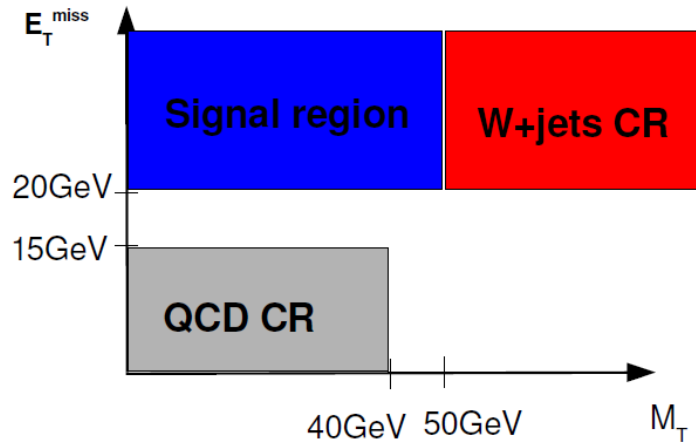 E_T^miss
Signal region
W+jets CR
20GeV
15GeV
QCD CR
40GeV
50GeV
M_T